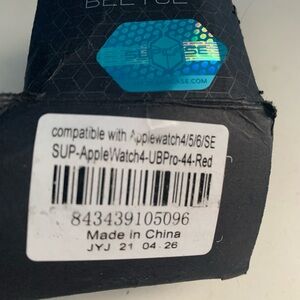 compatible with Applewatch4/5/6/SE
SUP-AppleWatch4-UBPro-44-Red
843439105096
Made in China
JYJ 21 04 26